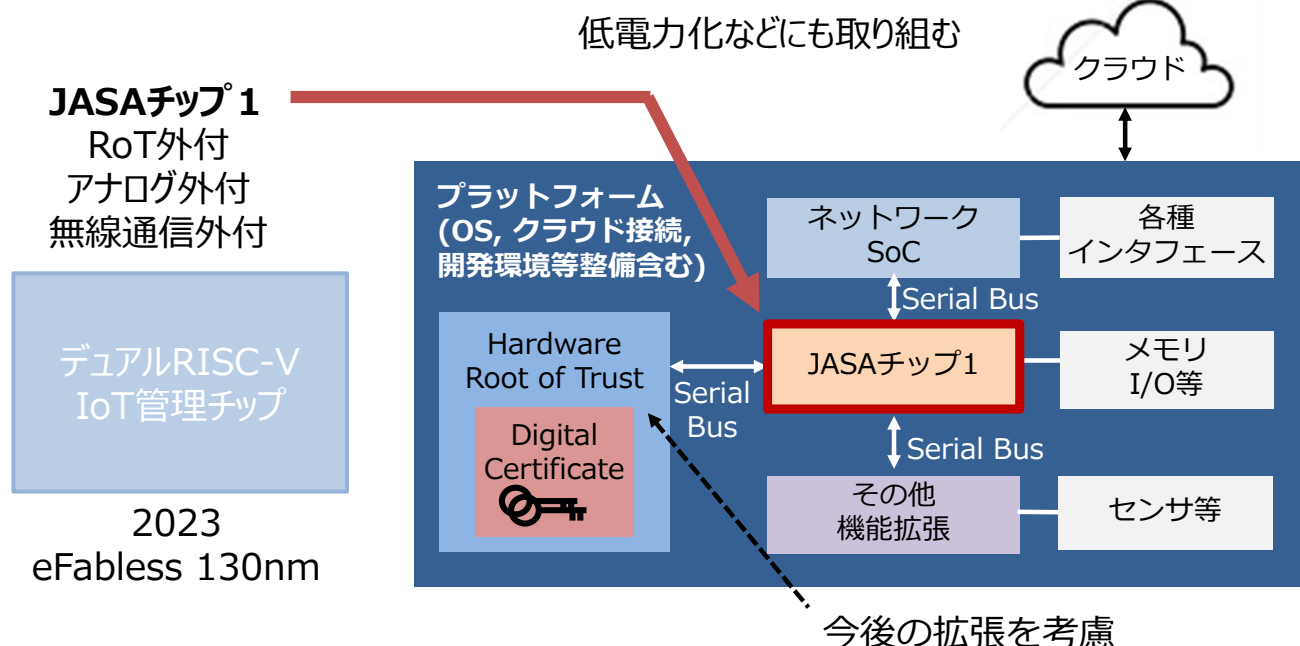 低電力化などにも取り組む
クラウド
JASAチップ1
RoT外付
アナログ外付
無線通信外付
デュアルRISC-V
IoT管理チップ
2023
eFabless 130nm
プラットフォーム
(OS, クラウド接続,
開発環境等整備含む)
ネットワーク
SoC
各種
インタフェース
Serial Bus
Hardware
Root of Trust
Serial
Bus
JASAチップ1
メモリ
I/O等
Digital
Certificate
Serial Bus
その他
機能拡張
センサ等
今後の拡張を考慮